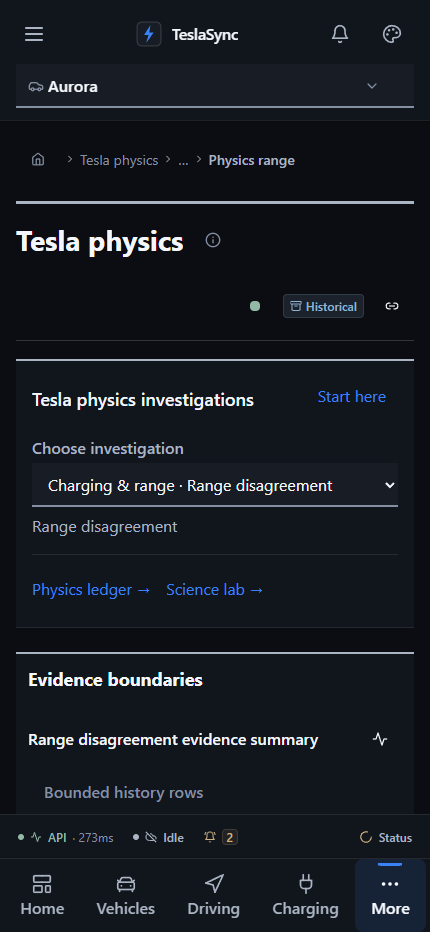 TeslaSync
Aurora
Tesla physics
...
Physics range
Tesla physics
Historical
Tesla physics investigations
Start here
Choose investigation
Charging & range · Range disagreement
Range disagreement
Physics ledger →
Science lab →
Evidence boundaries
Range disagreement evidence summary
Bounded history rows
API · 273ms
Idle
2
Status
Home
Vehicles
Driving
Charging
More